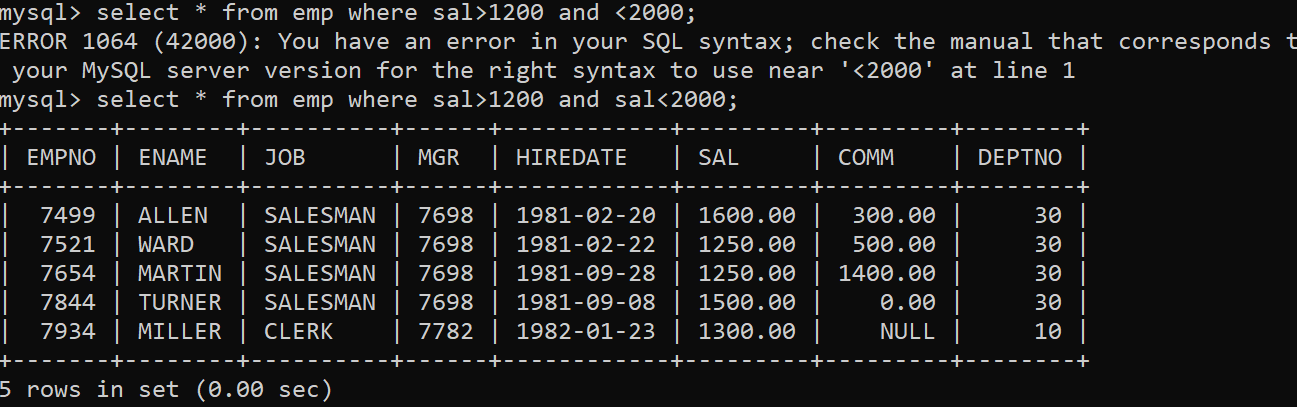 mysql> select * from emp where sal>1200 and <2000;
ERROR 1064 (42000): You have an error in your SQL syntax; check the manual that corresponds t
your MySQL server version for the right syntax to use near '<2000' at line 1
mysql> select * from emp where sal>1200 and sal<2000;
+-------+--------+----------+------+------------+---------+---------+--------+
| EMPNO | ENAME  | JOB      | MGR  | HIREDATE   | SAL     | COMM    | DEPTNO |
+-------+--------+----------+------+------------+---------+---------+--------+
|  7499 | ALLEN  | SALESMAN | 7698 | 1981-02-20 | 1600.00 |  300.00 |     30 |
|  7521 | WARD   | SALESMAN | 7698 | 1981-02-22 | 1250.00 |  500.00 |     30 |
|  7654 | MARTIN | SALESMAN | 7698 | 1981-09-28 | 1250.00 | 1400.00 |     30 |
|  7844 | TURNER | SALESMAN | 7698 | 1981-09-08 | 1500.00 |    0.00 |     30 |
|  7934 | MILLER | CLERK    | 7782 | 1982-01-23 | 1300.00 |    NULL |     10 |
+-------+--------+----------+------+------------+---------+---------+--------+
5 rows in set (0.00 sec)